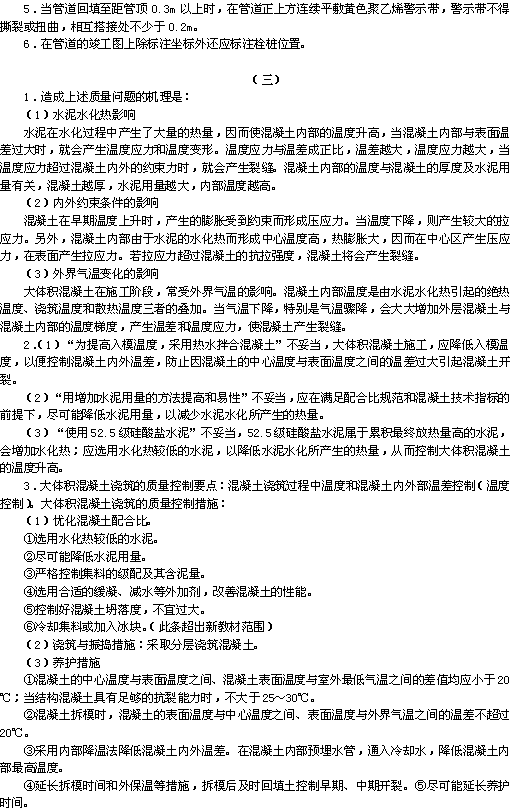 5．当管道回填至距管顶0.3m以上时，在管道正上方连续平敷黄色聚乙烯警示带，警示带不得
撕裂或扭曲，相互搭接处不少于0.2m。
6．在管道的竣工图上除标注坐标外还应标注栓桩位置。
（三）
1．造成上述质量问题的机理是：
（1）水泥水化热影响
水泥在水化过程中产生了大量的热量，因而使混凝土内部的温度升高，当混凝土内部与表面温
差过大时，就会产生温度应力和温度变形。温度应力与温差成正比，温差越大，温度应力越大，当
温度应力超过混凝土内外的约束力时，就会产生裂缝。混凝土内部的温度与混凝土的厚度及水泥用
量有关，混凝土越厚，水泥用量越大，内部温度越高。
（2）内外约束条件的影响
混凝土在早期温度上升时，产生的膨胀受到约束而形成压应力。当温度下降，则产生较大的拉
应力。另外，混凝土内部由于水泥的水化热而形成中心温度高，热膨胀大，因而在中心区产生压应
力，在表面产生拉应力。若拉应力超过混凝土的抗拉强度，混凝土将会产生裂缝。
（3）外界气温变化的影响
大体积混凝土在施工阶段，常受外界气温的影响。混凝土内部温度是由水泥水化热引起的绝热
温度、浇筑温度和散热温度三者的叠加。当气温下降，特别是气温骤降，会大大增加外层混凝土与
混凝土内部的温度梯度，产生温差和温度应力，使混凝土产生裂缝。
2．（1）“为提高入模温度，采用热水拌合混凝土”不妥当，大体积混凝土施工，应降低入模温
度，以便控制混凝土内外温差，防止因混凝土的中心温度与表面温度之间的温差过大引起混凝土开
裂。
（2）“用增加水泥用量的方法提高和易性”不妥当，应在满足配合比规范和混凝土技术指标的
前提下，尽可能降低水泥用量，以减少水泥水化所产生的热量。
（3）“使用52.5级硅酸盐水泥”不妥当，52.5级硅酸盐水泥属于累积最终放热量高的水泥，
会增加水化热；应选用水化热较低的水泥，以降低水泥水化所产生的热量，从而控制大体积混凝土
的温度升高。
3．大体积混凝土浇筑的质量控制要点：混凝土浇筑过程中温度和混凝土内外部温差控制（温度
控制）。大体积混凝土浇筑的质量控制措施：
（1）优化混凝土配合比。
①选用水化热较低的水泥。
②尽可能降低水泥用量。
③严格控制集料的级配及其含泥量。
④选用合适的缓凝、减水等外加剂，改善混凝土的性能。
⑤控制好混凝土坍落度，不宜过大。
⑥冷却集料或加入冰块。（此条超出新教材范围）
（2）浇筑与振捣措施：采取分层浇筑混凝土。
（3）养护措施
①混凝土的中心温度与表面温度之间、混凝土表面温度与室外最低气温之间的差值均应小于20
℃；当结构混凝土具有足够的抗裂能力时，不大于25～30℃。
②混凝土拆模时，混凝土的表面温度与中心温度之间、表面温度与外界气温之间的温差不超过
20℃。
③采用内部降温法降低混凝土内外温差。在混凝土内部预埋水管，通入冷却水，降低混凝土内
部最高温度。
④延长拆模时间和外保温等措施，拆模后及时回填土控制早期、中期开裂。⑤尽可能延长养护
时间。